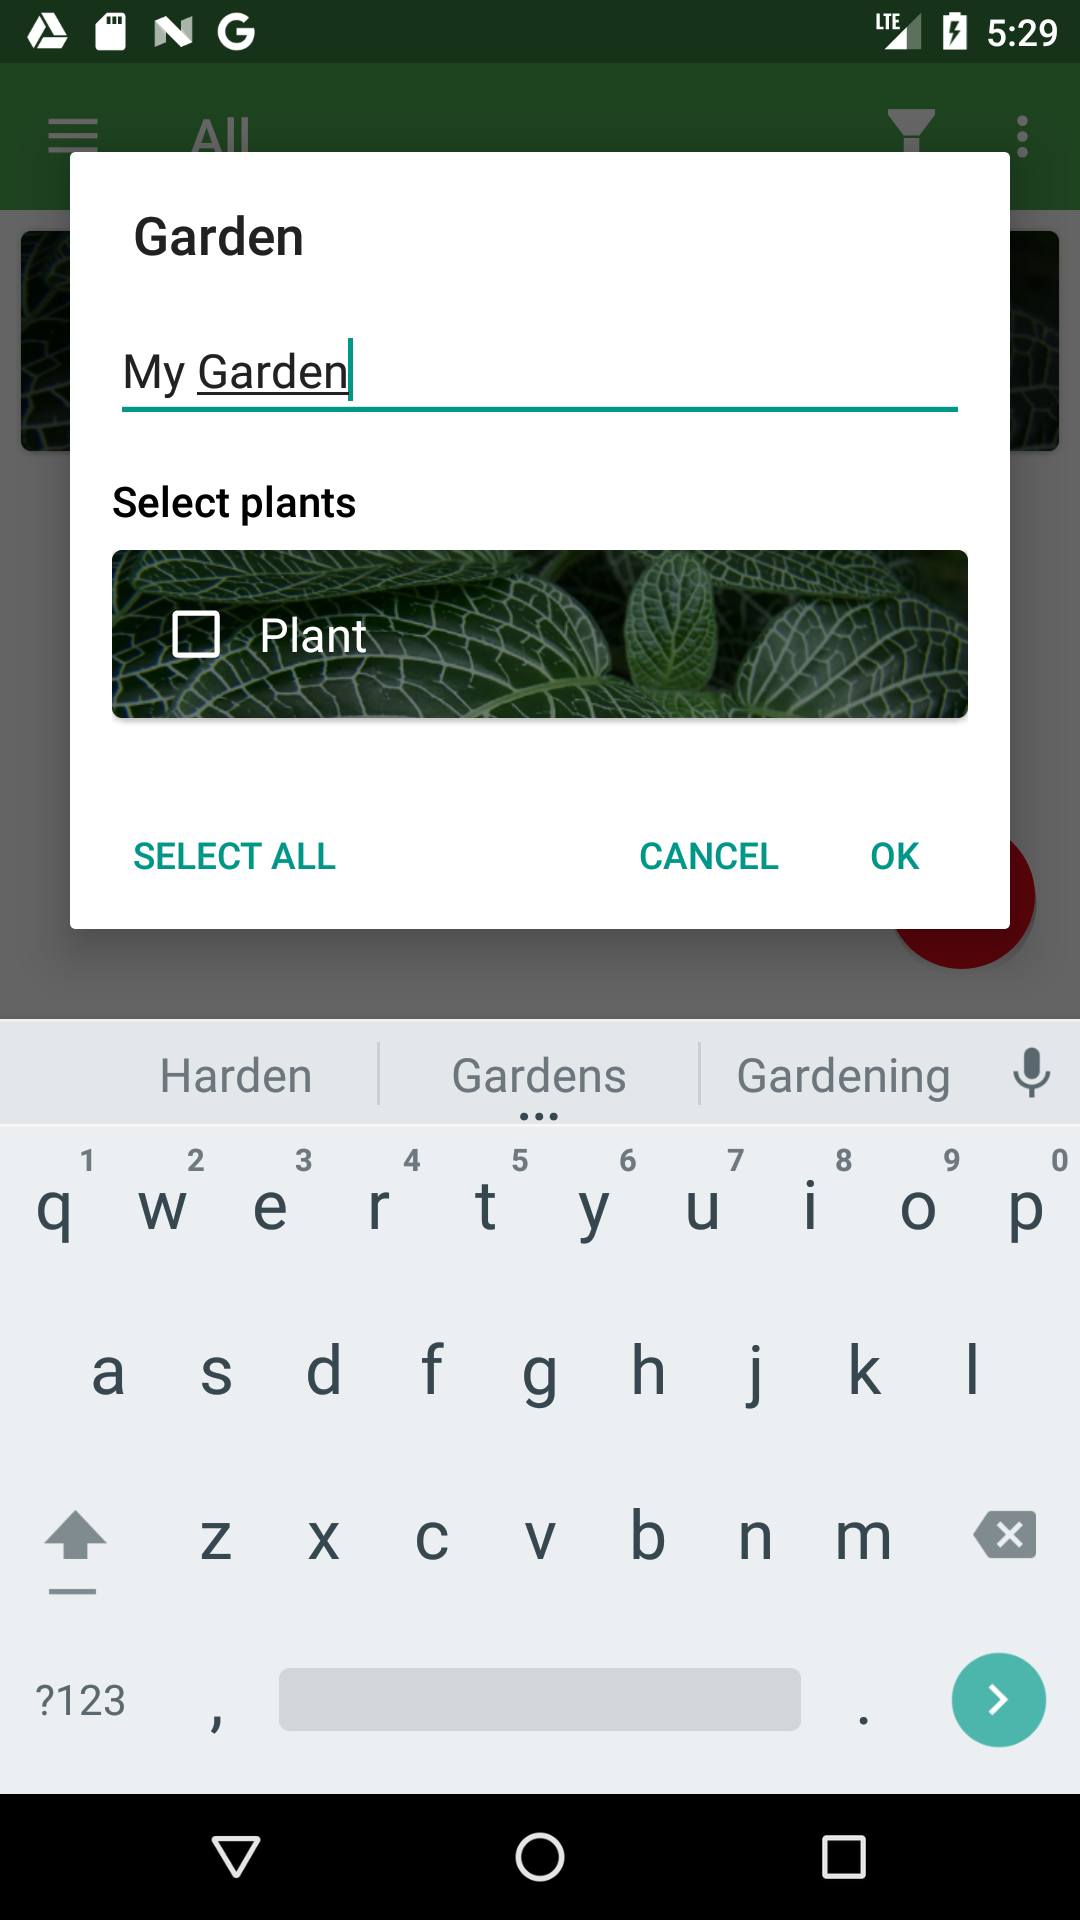 LTE 5:29
All
Garden
My Garden
Select plants
Plant
SELECT ALL CANCEL OK
Harden Gardens Gardening
1 2 3 4 5 6 7 8 9 0
q w e r t y u i o p
a s d f g h j k l
z x c v b n m
?123 , .